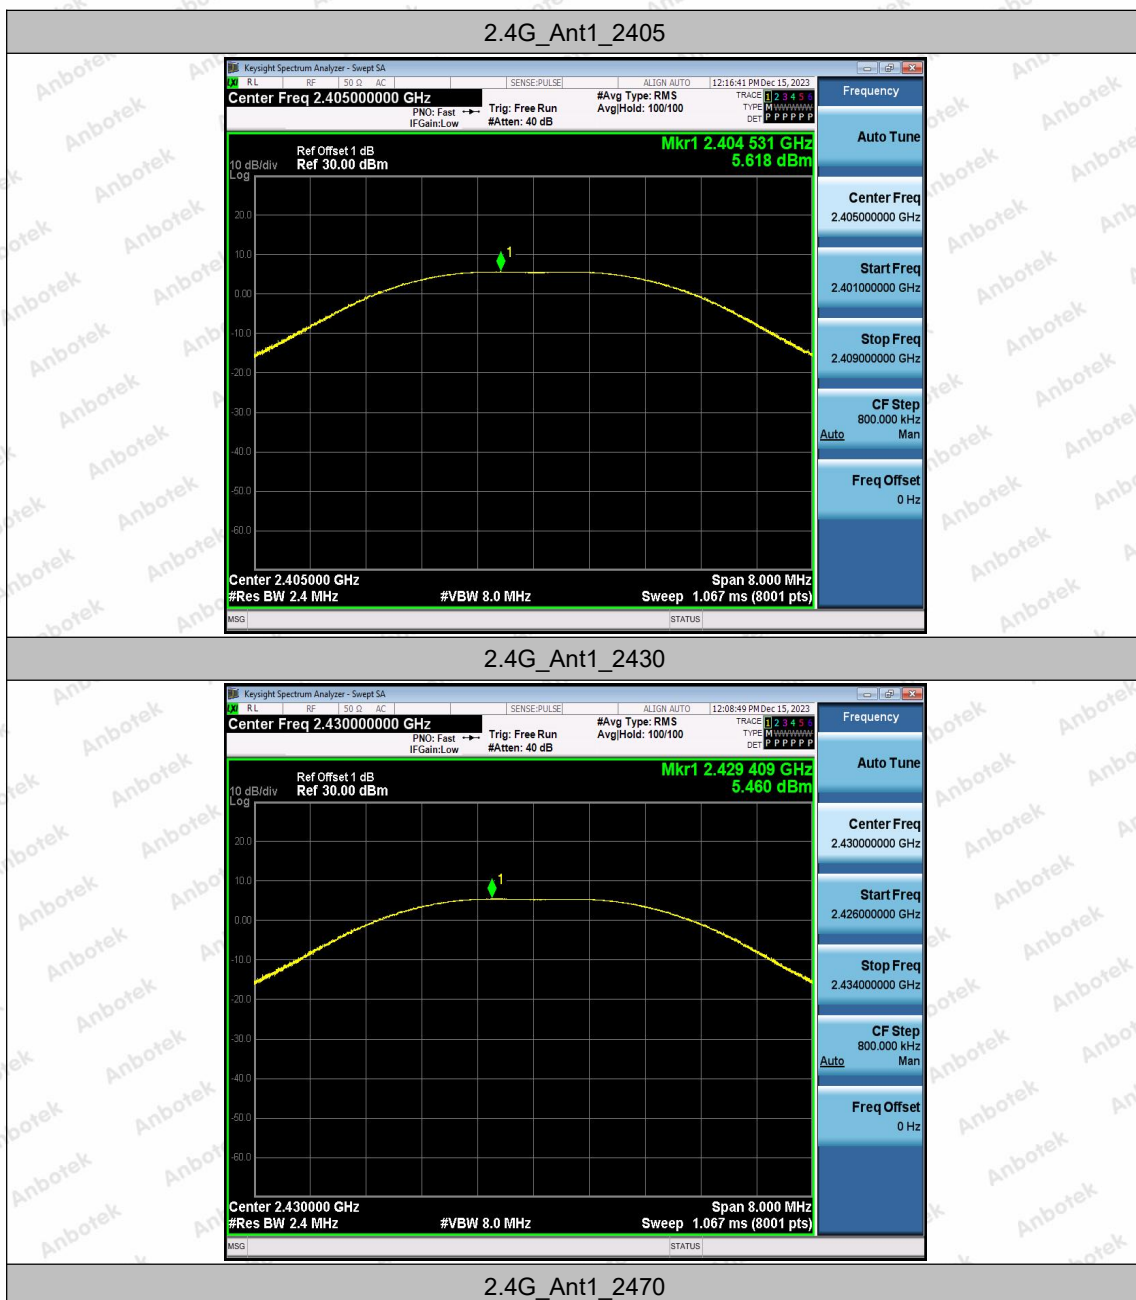 2.4G_Ant1_2405
Keysight Spectrum Analyzer - Swept SA
LXI RL RF 50 Ω AC SENSE:PULSE ALIGN AUTO 12:16:41 PM Dec 15, 2023
Center Freq 2.405000000 GHz
PNO: Fast
IFGain:Low
Trig: Free Run
#Atten: 40 dB
#Avg Type: RMS
Avg|Hold: 100/100
TRACE 1 2 3 4 5 6
TYPE M W W W W W
DET P P P P P P
Frequency
Mkr1 2.404 531 GHz
5.618 dBm
Ref Offset 1 dB
10 dB/div Ref 30.00 dBm
Log
20.0
10.0
0.00
-10.0
-20.0
-30.0
-40.0
-50.0
-60.0
1
Center 2.405000 GHz Span 8.000 MHz
#Res BW 2.4 MHz #VBW 8.0 MHz Sweep 1.067 ms (8001 pts)
MSG STATUS
Auto Tune
Center Freq
2.405000000 GHz
Start Freq
2.401000000 GHz
Stop Freq
2.409000000 GHz
CF Step
800.000 kHz
Auto Man
Freq Offset
0 Hz
2.4G_Ant1_2430
Keysight Spectrum Analyzer - Swept SA
LXI RL RF 50 Ω AC SENSE:PULSE ALIGN AUTO 12:08:49 PM Dec 15, 2023
Center Freq 2.430000000 GHz
PNO: Fast
IFGain:Low
Trig: Free Run
#Atten: 40 dB
#Avg Type: RMS
Avg|Hold: 100/100
TRACE 1 2 3 4 5 6
TYPE M W W W W W
DET P P P P P P
Frequency
Mkr1 2.429 409 GHz
5.460 dBm
Ref Offset 1 dB
10 dB/div Ref 30.00 dBm
Log
20.0
10.0
0.00
-10.0
-20.0
-30.0
-40.0
-50.0
-60.0
1
Center 2.430000 GHz Span 8.000 MHz
#Res BW 2.4 MHz #VBW 8.0 MHz Sweep 1.067 ms (8001 pts)
MSG STATUS
Auto Tune
Center Freq
2.430000000 GHz
Start Freq
2.426000000 GHz
Stop Freq
2.434000000 GHz
CF Step
800.000 kHz
Auto Man
Freq Offset
0 Hz
2.4G_Ant1_2470
Anbotek